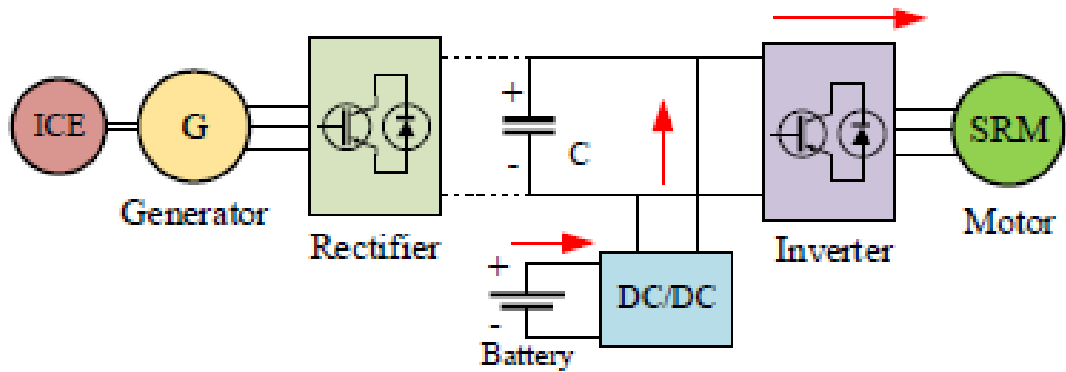 ICE
G
Generator
Rectifier
+
-
C
+
-
Battery
DC/DC
Inverter
SRM
Motor